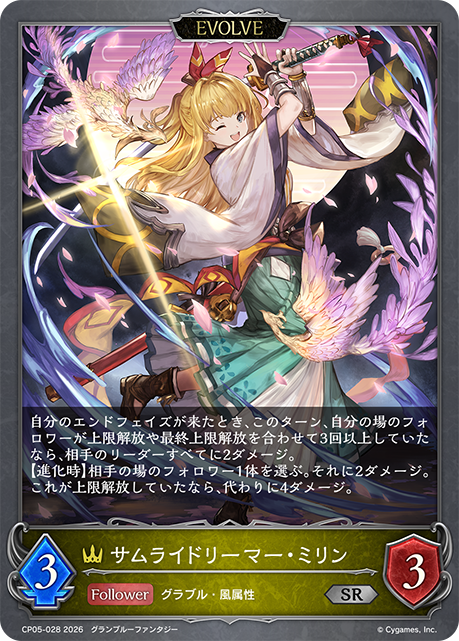 EVOLVE
自分のエンドフェイズが来たとき、このターン、自分の場のフォ
ロワーが上限解放や最終上限解放を合わせて3回以上していた
なら、相手のリーダーすべてに2ダメージ。
【進化時】相手の場のフォロワー1体を選ぶ。それに2ダメージ。
これが上限解放していたなら、代わりに4ダメージ。
サムライドリーマー・ミリン
3
Follower グラブル・風属性 SR
3
CP05-028 2026 グランブルーファンタジー © Cygames, Inc.